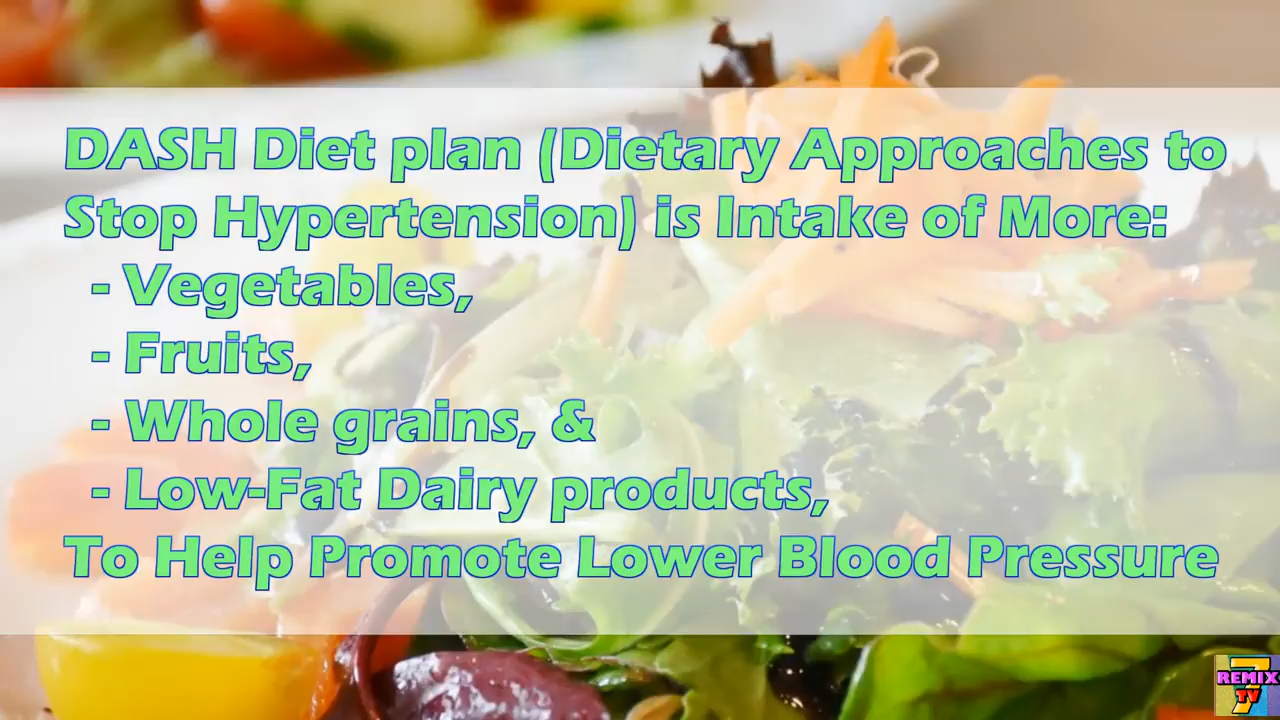 DASH Diet plan (Dietary Approaches to
Stop Hypertension) is Intake of More:
- Vegetables,
- Fruits,
- Whole grains, &
- Low-Fat Dairy products,
To Help Promote Lower Blood Pressure
7
REMIX
TV